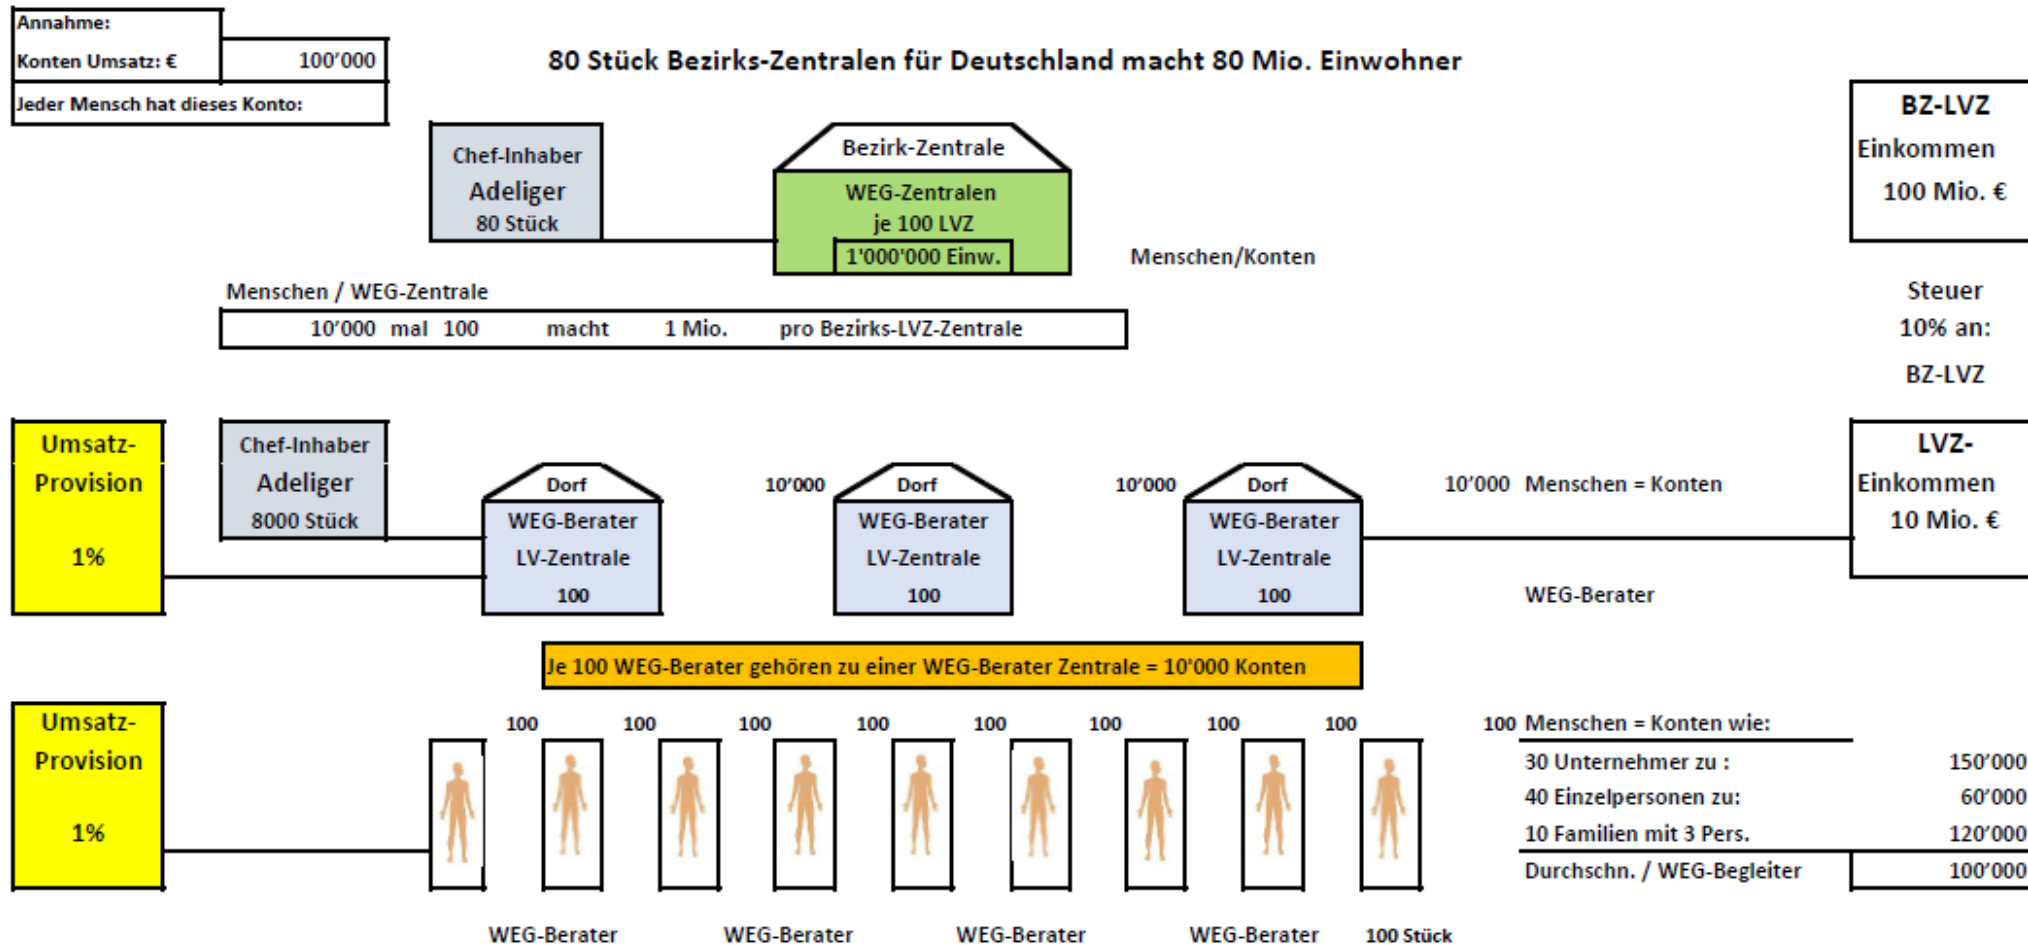 Annahme:
Konten Umsatz: € 100’000
Jeder Mensch hat dieses Konto:
80 Stück Bezirks-Zentralen für Deutschland macht 80 Mio. Einwohner
BZ-LVZ
Einkommen
100 Mio. €
Chef-Inhaber
Adeliger
80 Stück
Bezirk-Zentrale
WEG-Zentralen
je 100 LVZ
1'000'000 Einw.
Menschen/Konten
Menschen / WEG-Zentrale
10’000 mal 100 macht 1 Mio. pro Bezirks-LVZ-Zentrale
Steuer
10% an:
BZ-LVZ
Umsatz-
Provision
1%
Chef-Inhaber
Adeliger
8000 Stück
Dorf
WEG-Berater
LV-Zentrale
100
10’000
Dorf
WEG-Berater
LV-Zentrale
100
10’000
Dorf
WEG-Berater
LV-Zentrale
100
10’000 Menschen = Konten
WEG-Berater
LVZ-
Einkommen
10 Mio. €
Je 100 WEG-Berater gehören zu einer WEG-Berater Zentrale = 10'000 Konten
Umsatz-
Provision
1%
100 100 100 100 100 100 100 100 100 Menschen = Konten wie:
30 Unternehmer zu : 150’000
40 Einzelpersonen zu: 60’000
10 Familien mit 3 Pers. 120’000
Durchschn. / WEG-Begleiter 100’000
WEG-Berater WEG-Berater WEG-Berater WEG-Berater 100 Stück